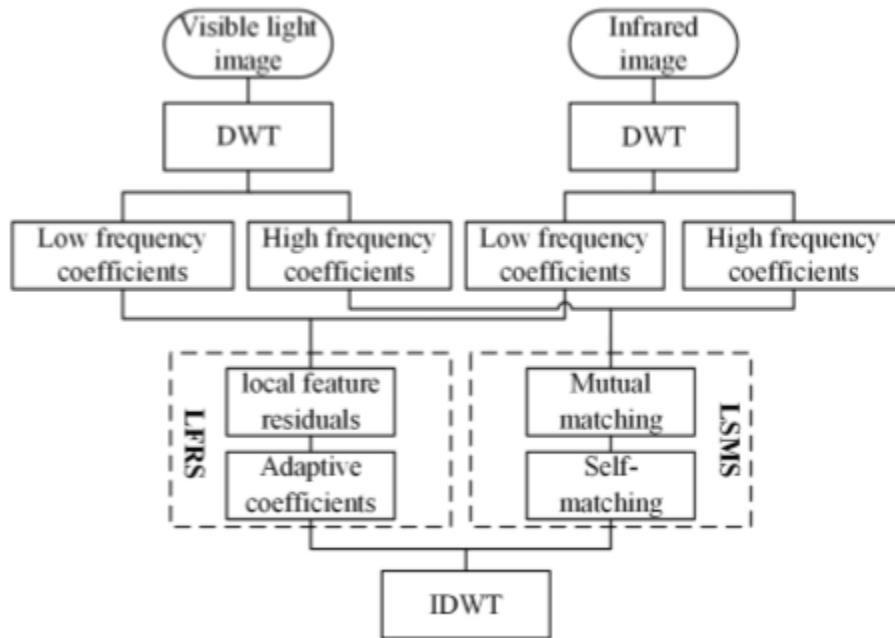 Visible light
image
Infrared
image
DWT
DWT
Low frequency
coefficients
High frequency
coefficients
Low frequency
coefficients
High frequency
coefficients
LFRS
local feature
residuals
Adaptive
coefficients
Mutual
matching
Self-
matching
LSMS
IDWT